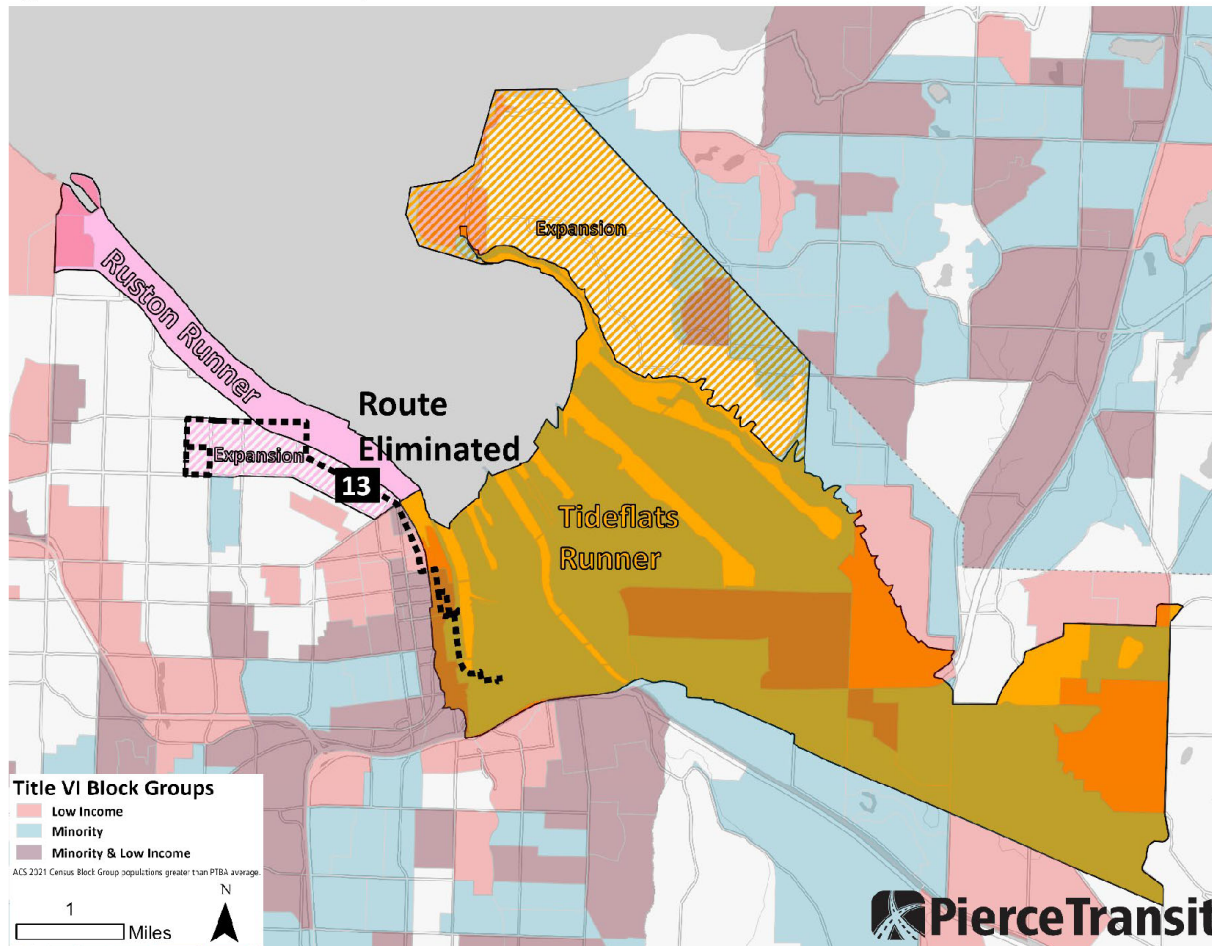 Expansion
Ruston Runner
Route
Eliminated
Expansion
13
Tideflats
Runner
Title VI Block Groups
Low Income
Minority
Minority & Low Income
ACS 2021 Census Block Group populations greater than PTBA average.
N
1
Miles
PierceTransit